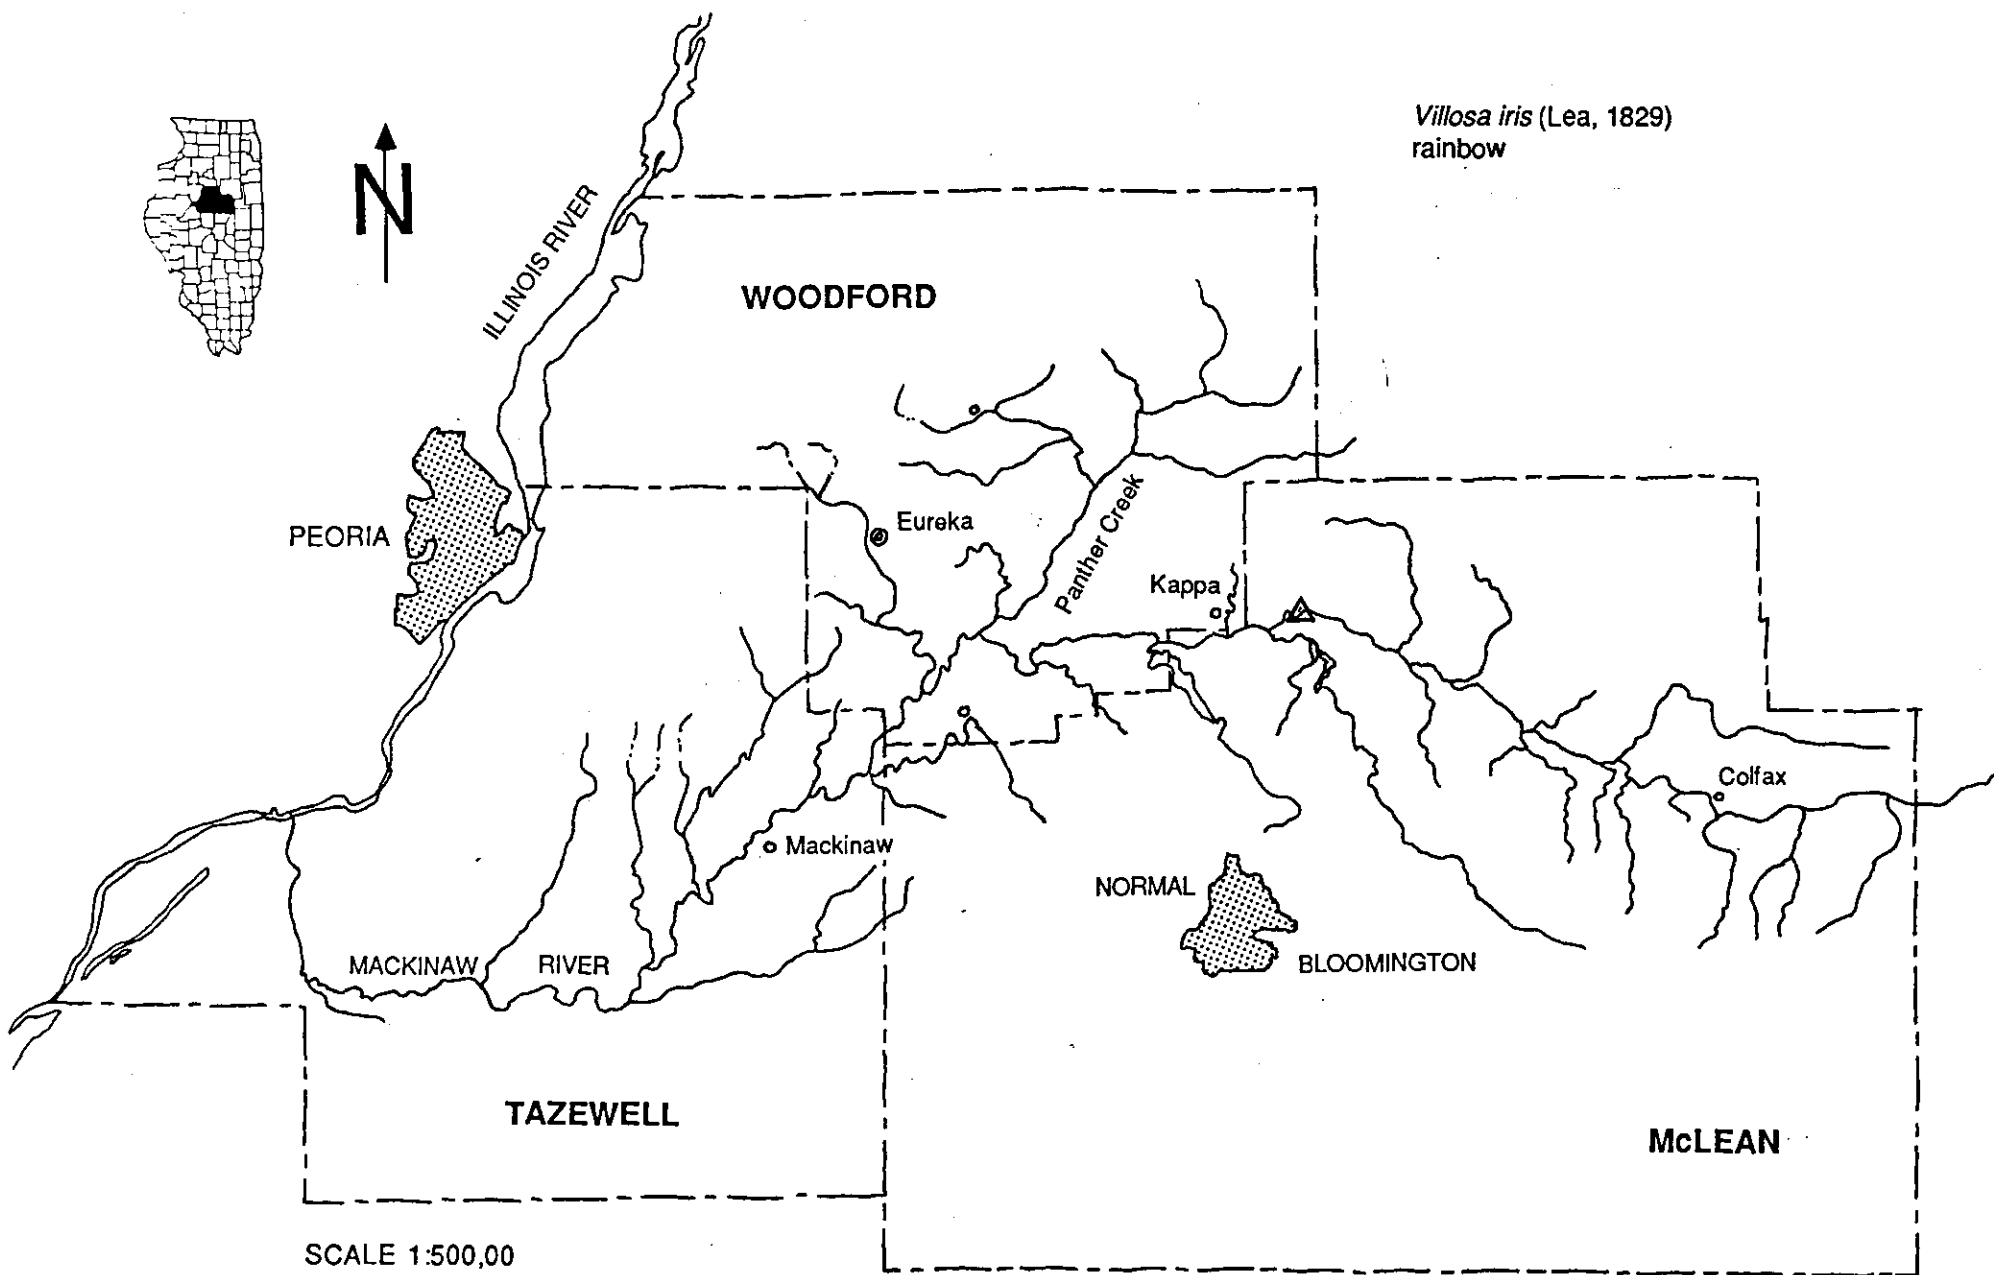 Villosa iris (Lea, 1829)
rainbow
N
ILLINOIS RIVER
WOODFORD
PEORIA
Eureka
Panther Creek
Kappa
Colfax
Mackinaw
NORMAL
BLOOMINGTON
MACKINAW RIVER
TAZEWELL
McLEAN
SCALE 1:500,00